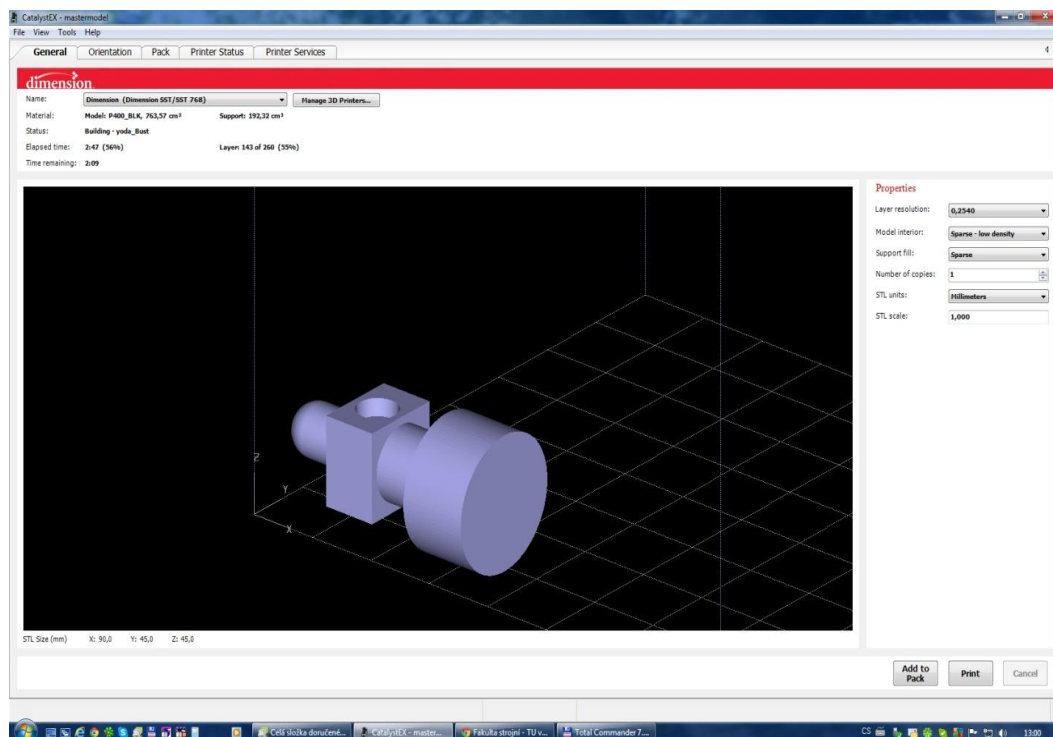 CatalystEX - mastermodel
File View Tools Help
General Orientation Pack Printer Status Printer Services
dimension
Name: Dimension (Dimension SST/SST 768) Manage 3D Printers...
Material: Model: P400_BLK, 763,57 cm³ Support: 192,32 cm³
Status: Building - yoda_Bust
Elapsed time: 2:47 (56%) Layer: 143 of 260 (55%)
Time remaining: 2:09
Properties
Layer resolution: 0,2540
Model interior: Sparse - low density
Support fill: Sparse
Number of copies: 1
STL units: Millimeters
STL scale: 1,000
Z
Y
X
STL Size (mm) X: 90,0 Y: 45,0 Z: 45,0
Add to
Pack
Print Cancel
Celá složka doručené... CatalystEX - master... Fakulta strojní - TU v... Total Commander 7.... CS 13:00